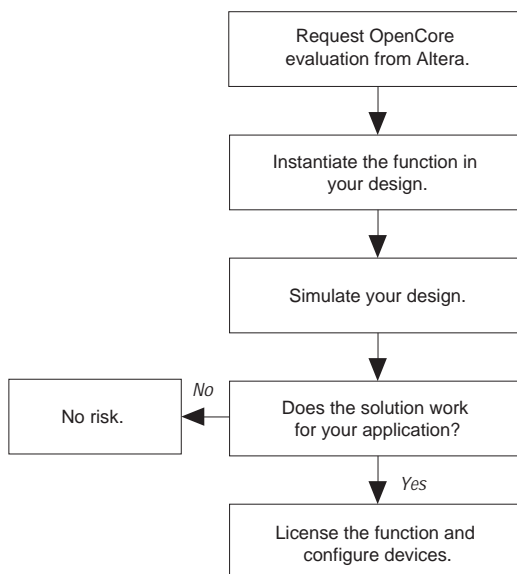 Request OpenCore
evaluation from Altera.
Instantiate the function in
your design.
Simulate your design.
No
No risk.
Does the solution work
for your application?
Yes
License the function and
configure devices.